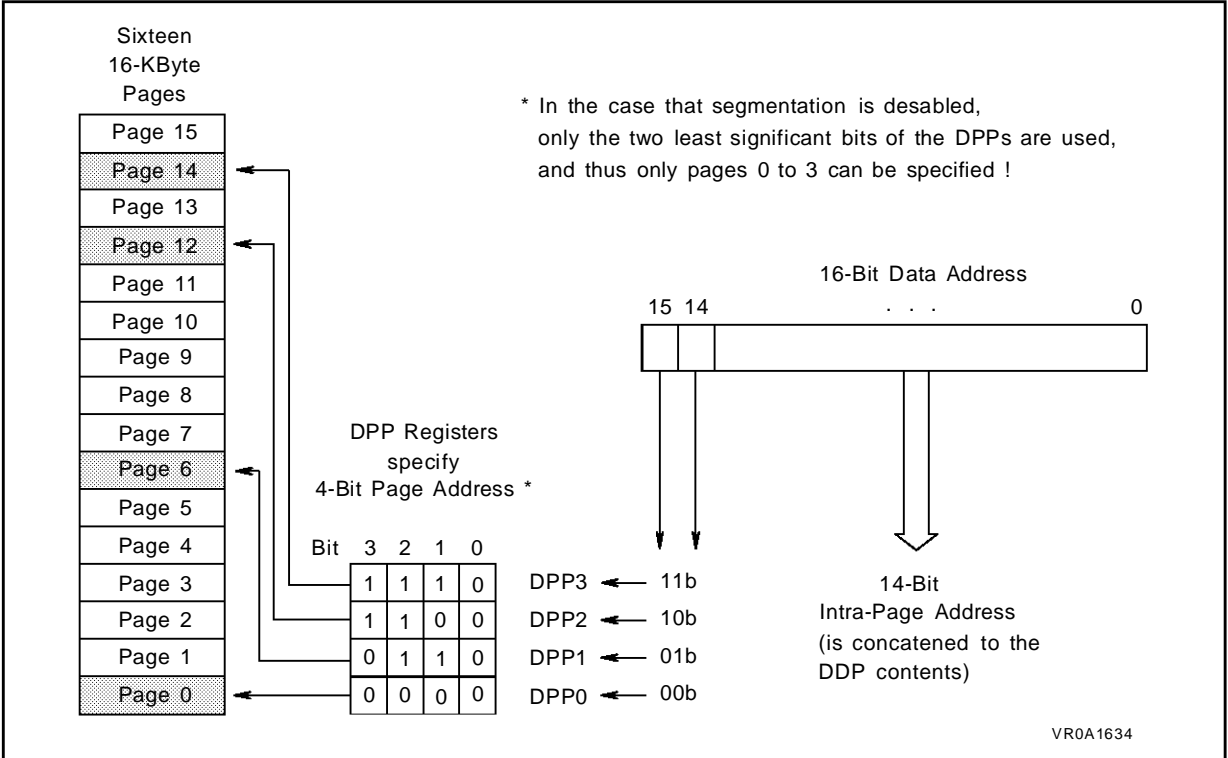 Sixteen
16-KByte
Pages
Page 15
Page 14
Page 13
Page 12
Page 11
Page 10
Page 9
Page 8
Page 7
Page 6
Page 5
Page 4
Page 3
Page 2
Page 1
Page 0
* In the case that segmentation is desabled,
only the two least significant bits of the DPPs are used,
and thus only pages 0 to 3 can be specified !
16-Bit Data Address
15 14 . . . 0
DPP Registers
specify
4-Bit Page Address *
Bit 3 2 1 0
1 1 1 0 DPP3 11b
1 1 0 0 DPP2 10b
0 1 1 0 DPP1 01b
0 0 0 0 DPP0 00b
14-Bit
Intra-Page Address
(is concatened to the
DDP contents)
VR0A1634